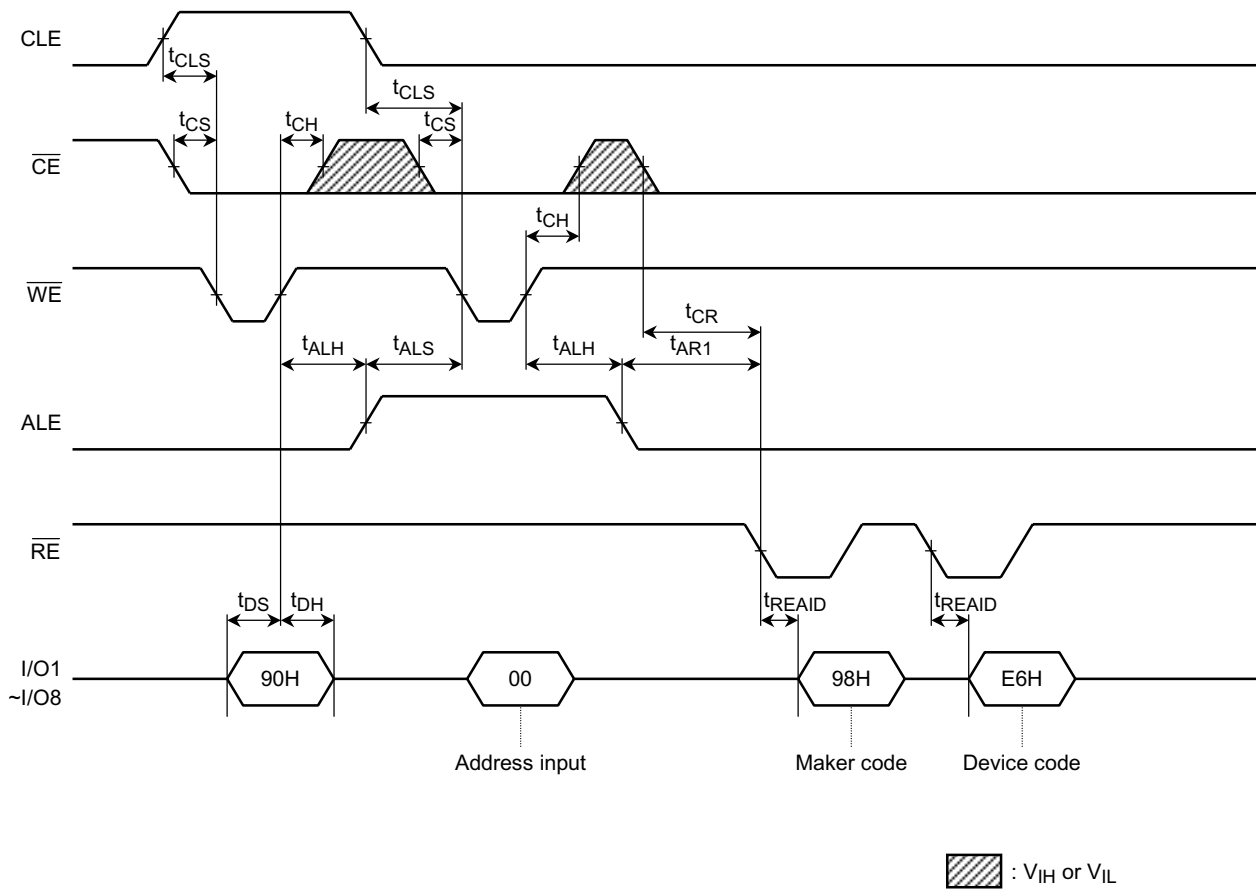 CLE
tCLS
tCLS
tCS
tCH
tCS
CE
tCH
WE
tCR
tALH
tALS
tALH
tAR1
ALE
RE
tDS
tDH
tREAID
tREAID
I/O1
~I/O8
90H
00
98H
E6H
Address input
Maker code
Device code
: VIH or VIL